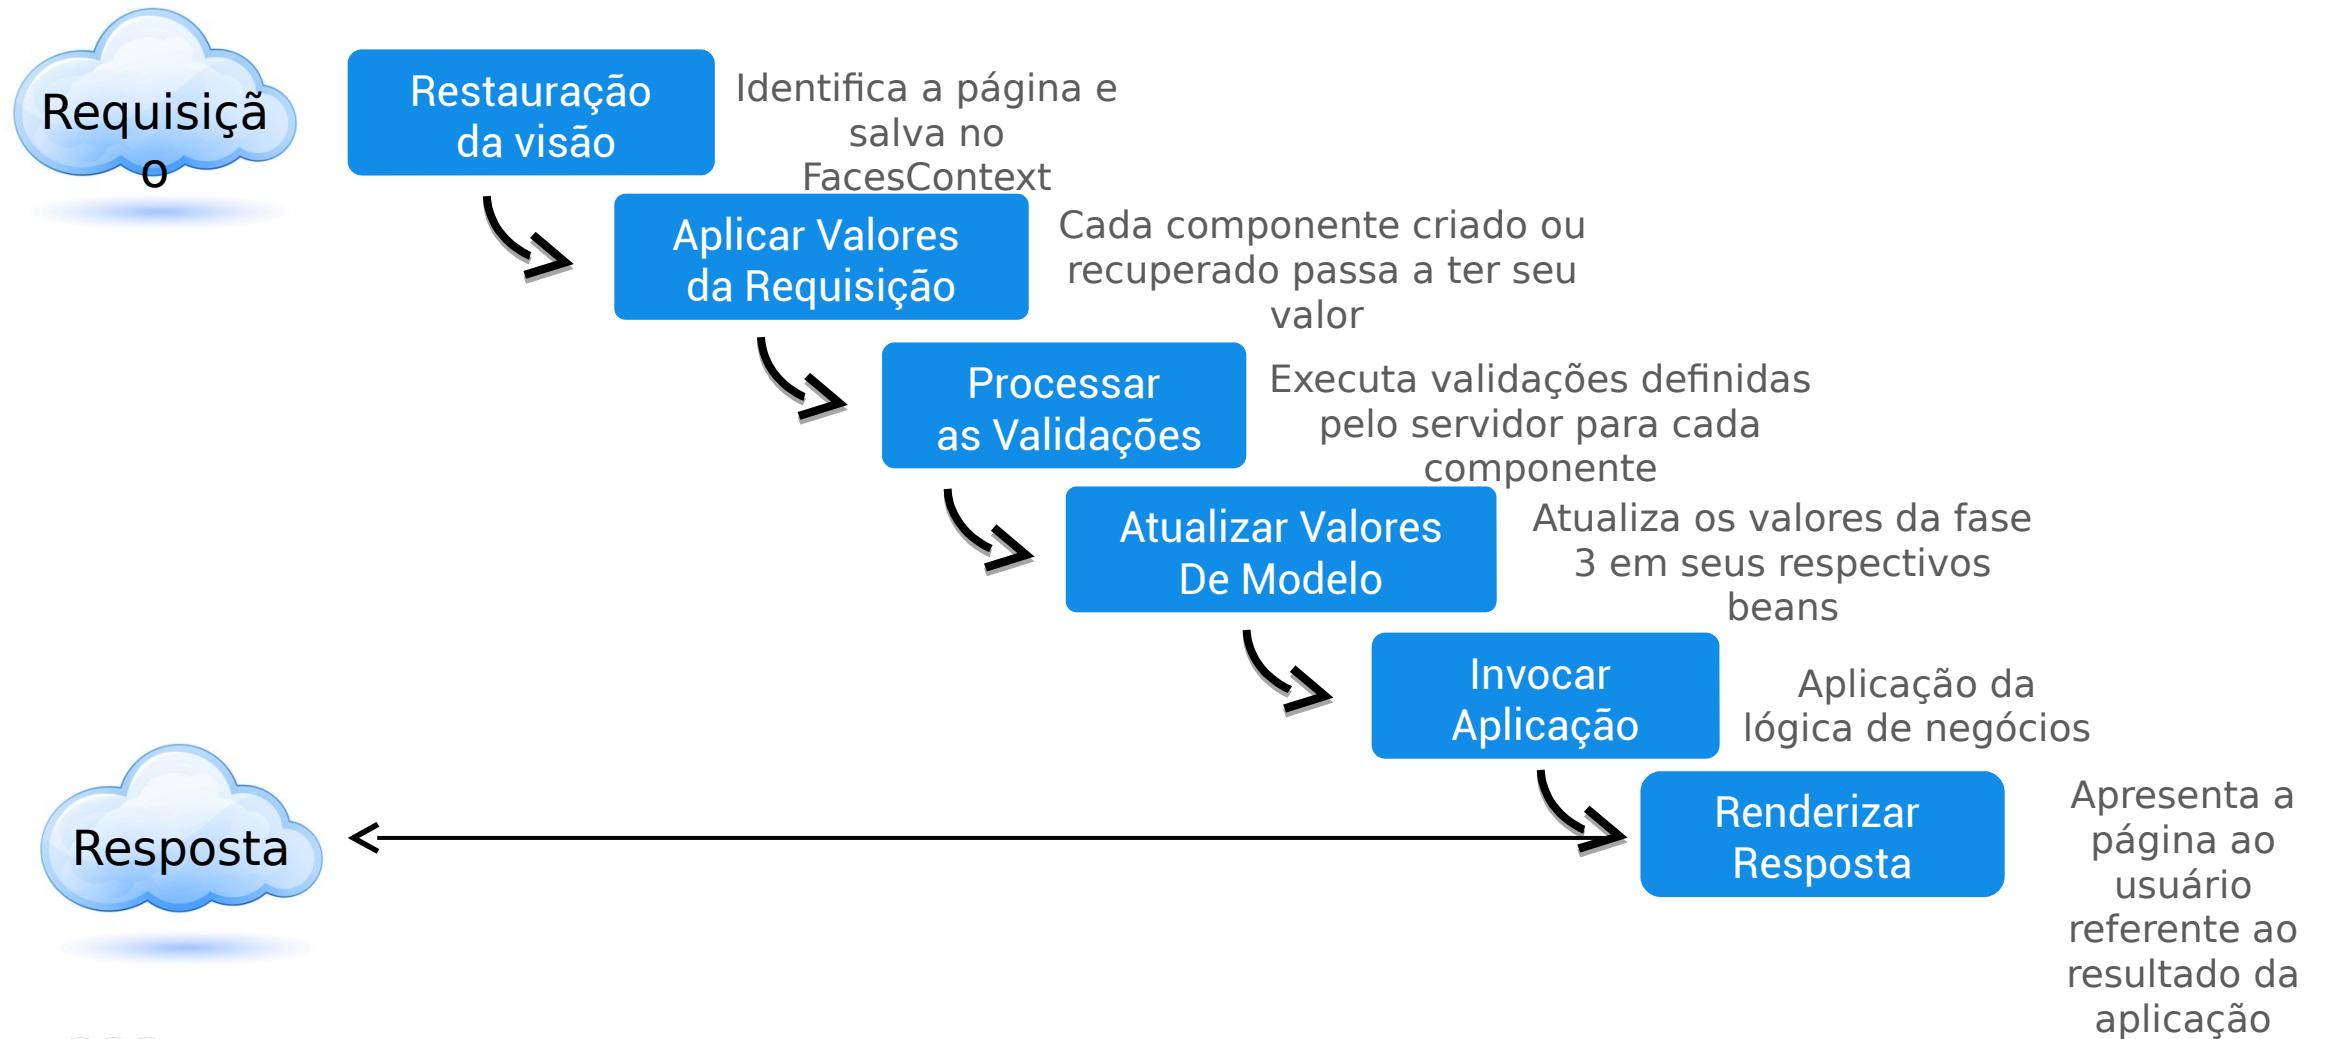 Requisiçã
o
Restauração
da visão
Identifica a página e
salva no
FacesContext
Aplicar Valores
da Requisição
Cada componente criado ou
recuperado passa a ter seu
valor
Processar
as Validações
Executa validações definidas
pelo servidor para cada
componente
Atualizar Valores
De Modelo
Atualiza os valores da fase
3 em seus respectivos
beans
Invocar
Aplicação
Aplicação da
lógica de negócios
Resposta
Renderizar
Resposta
Apresenta a
página ao
usuário
referente ao
resultado da
aplicação